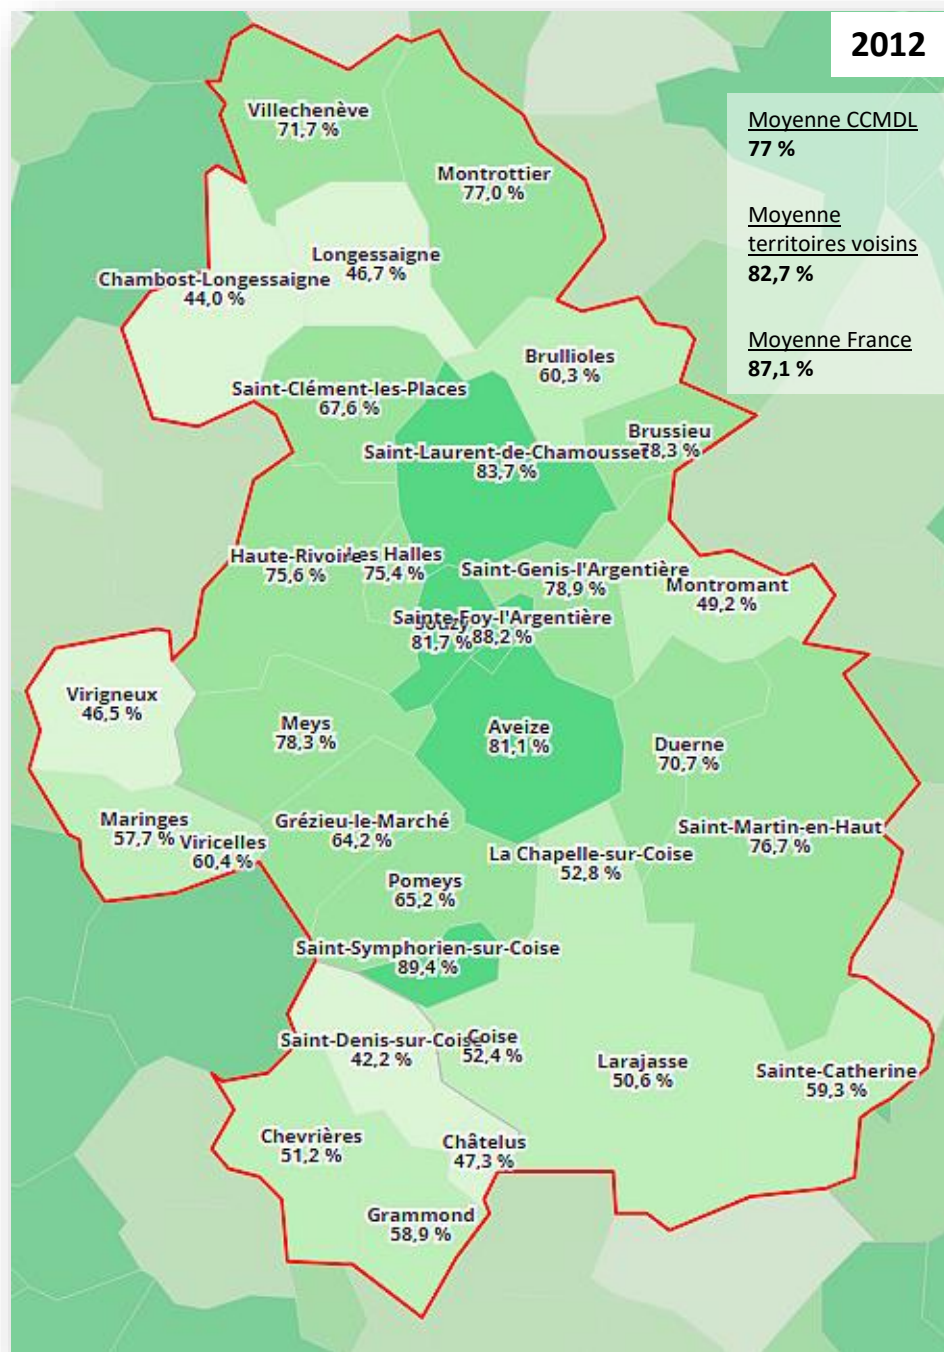 2012
Moyenne CCMDL
77 %
Moyenne
territoires voisins
82,7 %
Moyenne France
87,1 %
Villechenève
71,7 %
Montrottier
77,0 %
Longessaigne
46,7 %
Chambost-Longessaigne
44,0 %
Brullioles
60,3 %
Saint-Clément-les-Places
67,6 %
Brussieu
78,3 %
Saint-Laurent-de-Chamousset
83,7 %
Haute-Rivoire
75,6 %
Les Halles
75,4 %
Saint-Genis-l'Argentière
78,9 %
Montromant
49,2 %
Sainte-Foy-l'Argentière
88,2 %
Souzy
81,7 %
Virigneux
46,5 %
Meys
78,3 %
Aveize
81,1 %
Duerne
70,7 %
Maringes
57,7 %
Viricelles
60,4 %
Grézieu-le-Marché
64,2 %
Saint-Martin-en-Haut
76,7 %
La Chapelle-sur-Coise
52,8 %
Pomeys
65,2 %
Saint-Symphorien-sur-Coise
89,4 %
Saint-Denis-sur-Coise
42,2 %
Coise
52,4 %
Larajasse
50,6 %
Sainte-Catherine
59,3 %
Chevrières
51,2 %
Châtelus
47,3 %
Grammond
58,9 %